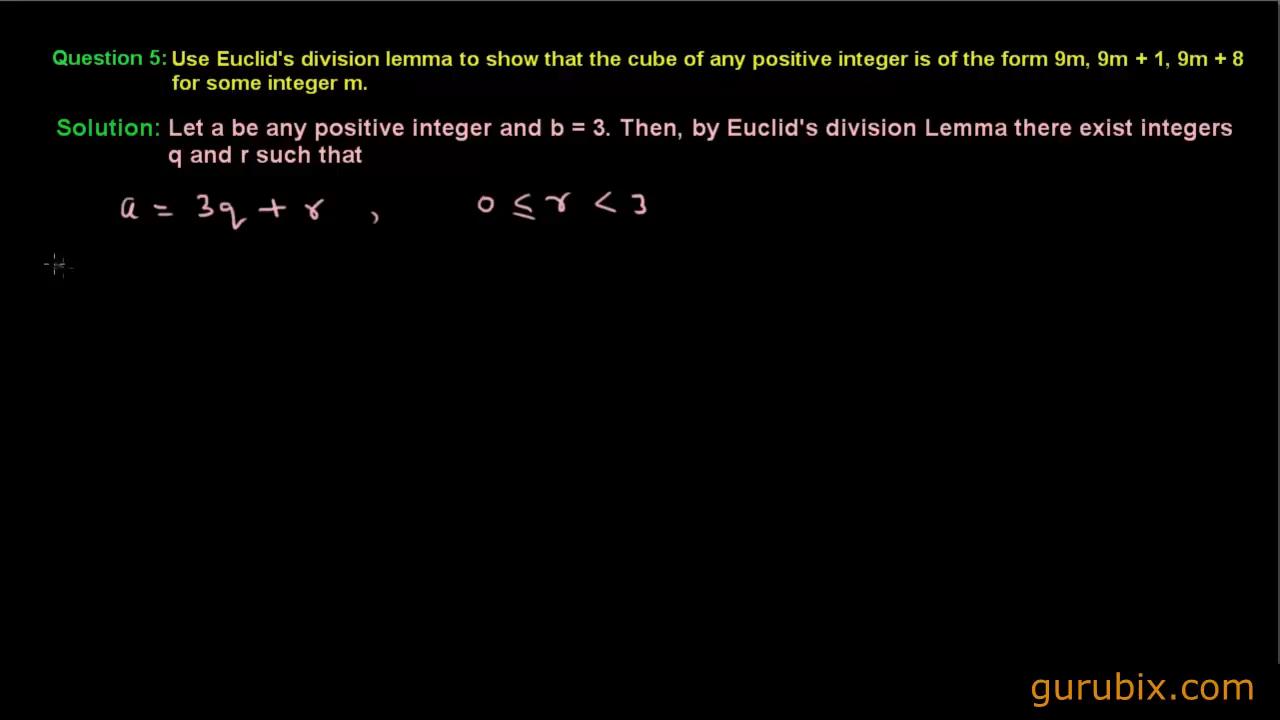 Question 5: Use Euclid's division lemma to show that the cube of any positive integer is of the form 9m, 9m + 1, 9m + 8
for some integer m.
Solution: Let a be any positive integer and b = 3. Then, by Euclid's division Lemma there exist integers
q and r such that
a = 3q + r , 0 ≤ r < 3
gurubix.com